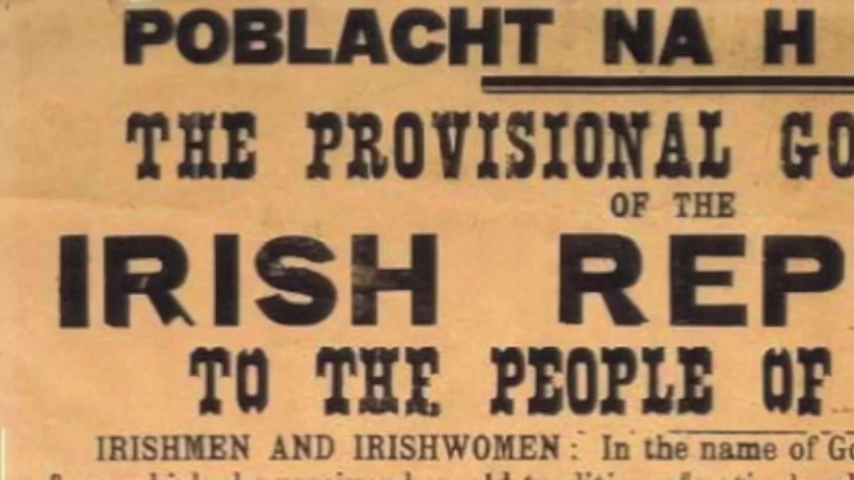 POBLACHT NA H
THE PROVISIONAL GO
OF THE
IRISH REP
TO THE PEOPLE OF
IRISHMEN AND IRISHWOMEN: In the name of Go